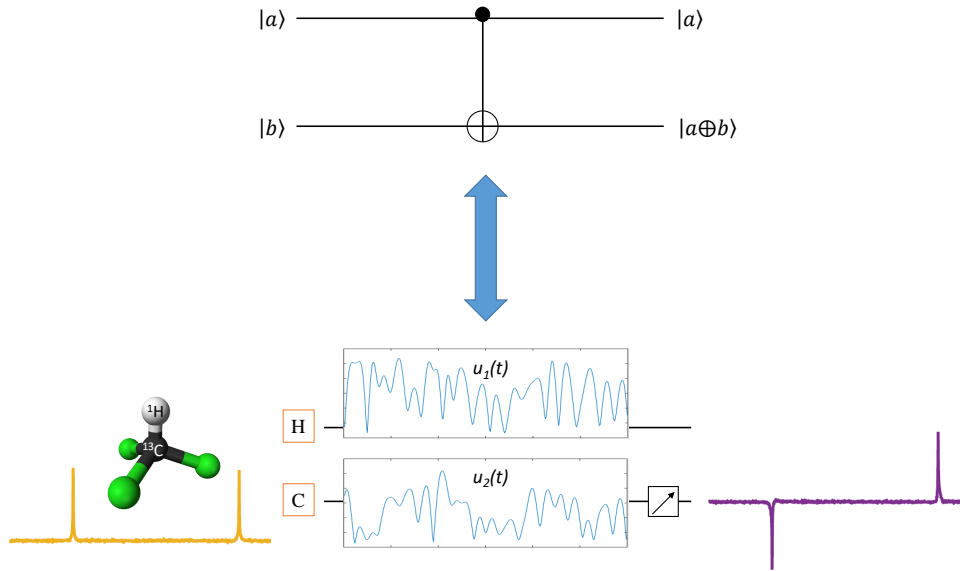 |a⟩ |a⟩
|b⟩ |a⊕b⟩
u₁(t)
¹H
H
¹³C
u₂(t)
C